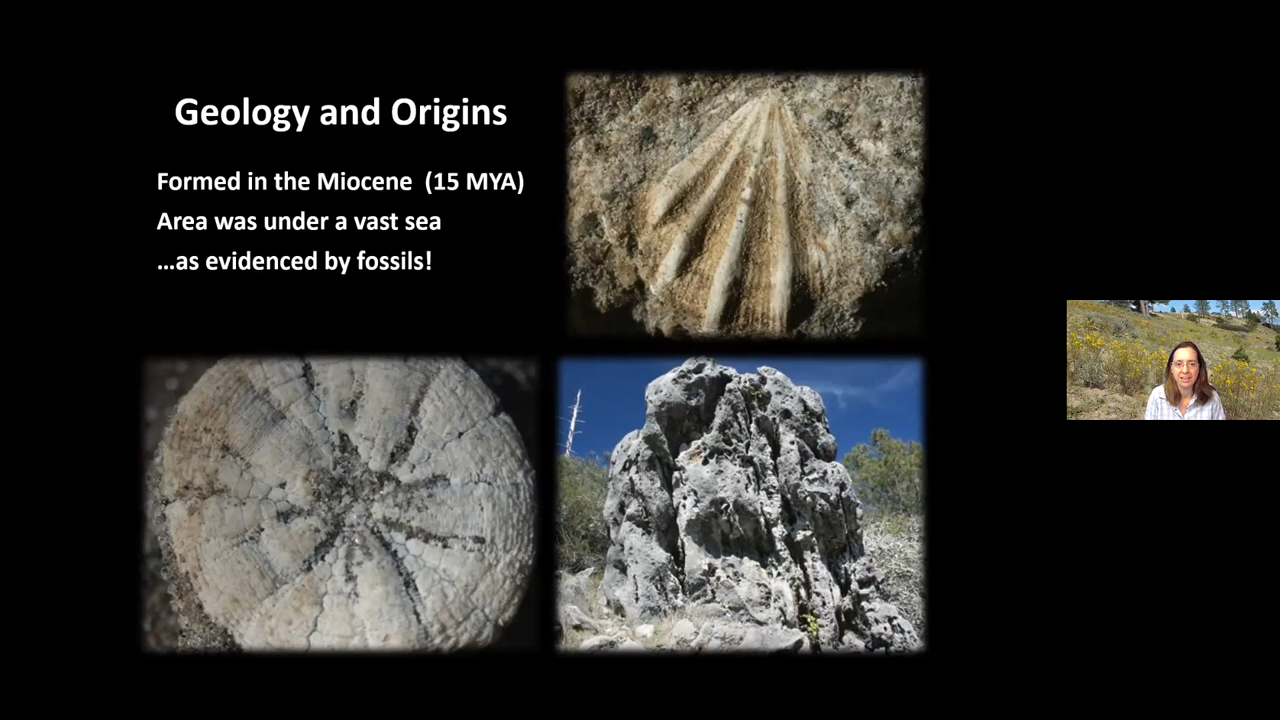 Geology and Origins
Formed in the Miocene (15 MYA)
Area was under a vast sea
...as evidenced by fossils!